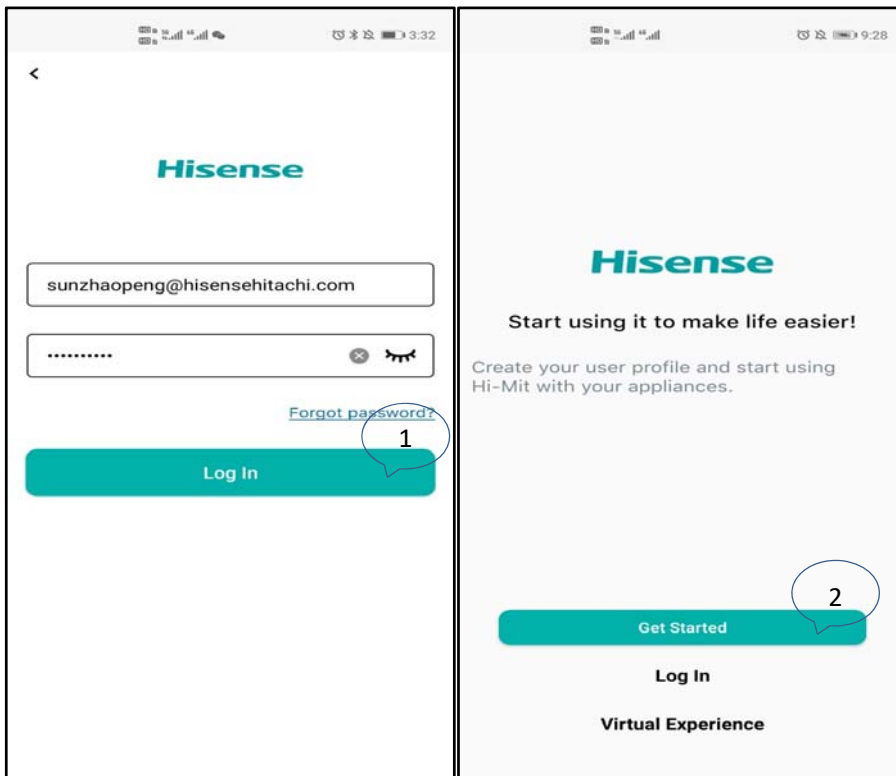 3:32
Hisense
sunzhaopeng@hisensehitachi.com
Forgot password?
1
Log In
9:28
Hisense
Start using it to make life easier!
Create your user profile and start using
Hi-Mit with your appliances.
2
Get Started
Log In
Virtual Experience